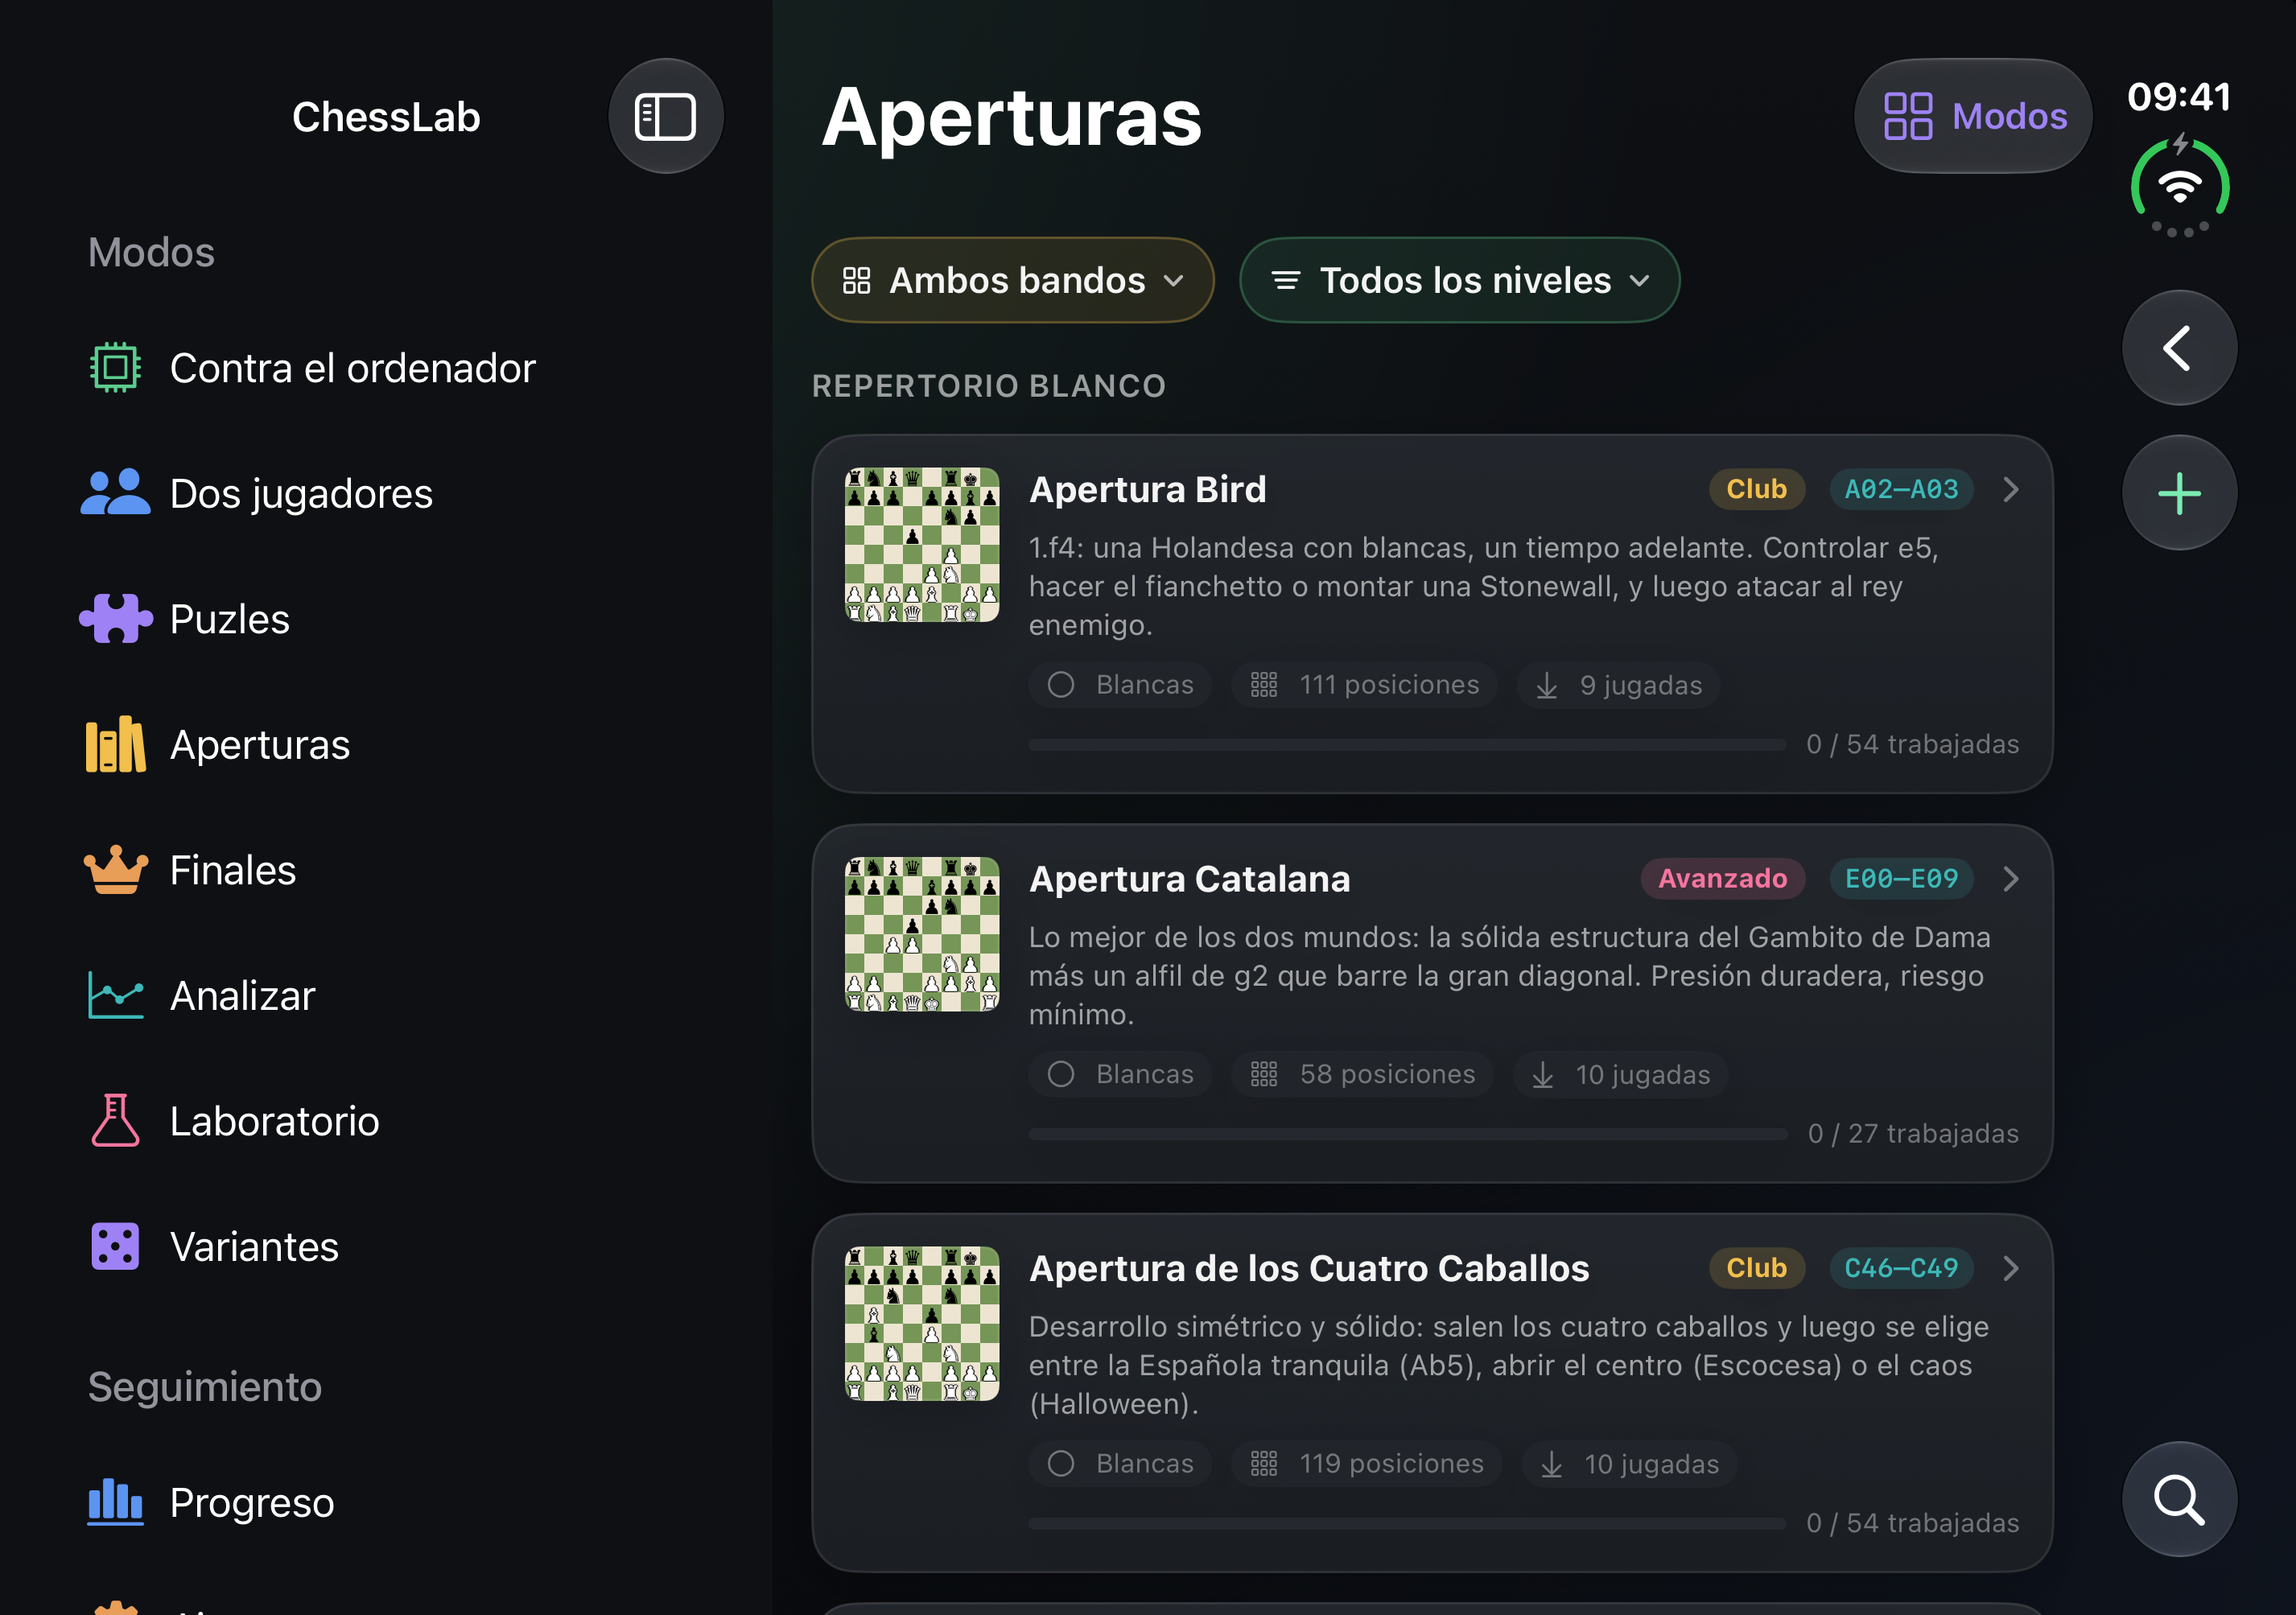 ChessLab
Modos
Contra el ordenador
Dos jugadores
Puzles
Aperturas
Finales
Analizar
Laboratorio
Variantes
Seguimiento
Progreso
Aperturas
Modos
09:41
Ambos bandos
Todos los niveles
REPERTORIO BLANCO
Apertura Bird
Club
A02–A03
1.f4: una Holandesa con blancas, un tiempo adelante. Controlar e5,
hacer el fianchetto o montar una Stonewall, y luego atacar al rey
enemigo.
Blancas
111 posiciones
9 jugadas
0 / 54 trabajadas
Apertura Catalana
Avanzado
E00–E09
Lo mejor de los dos mundos: la sólida estructura del Gambito de Dama
más un alfil de g2 que barre la gran diagonal. Presión duradera, riesgo
mínimo.
Blancas
58 posiciones
10 jugadas
0 / 27 trabajadas
Apertura de los Cuatro Caballos
Club
C46–C49
Desarrollo simétrico y sólido: salen los cuatro caballos y luego se elige
entre la Española tranquila (Ab5), abrir el centro (Escocesa) o el caos
(Halloween).
Blancas
119 posiciones
10 jugadas
0 / 54 trabajadas